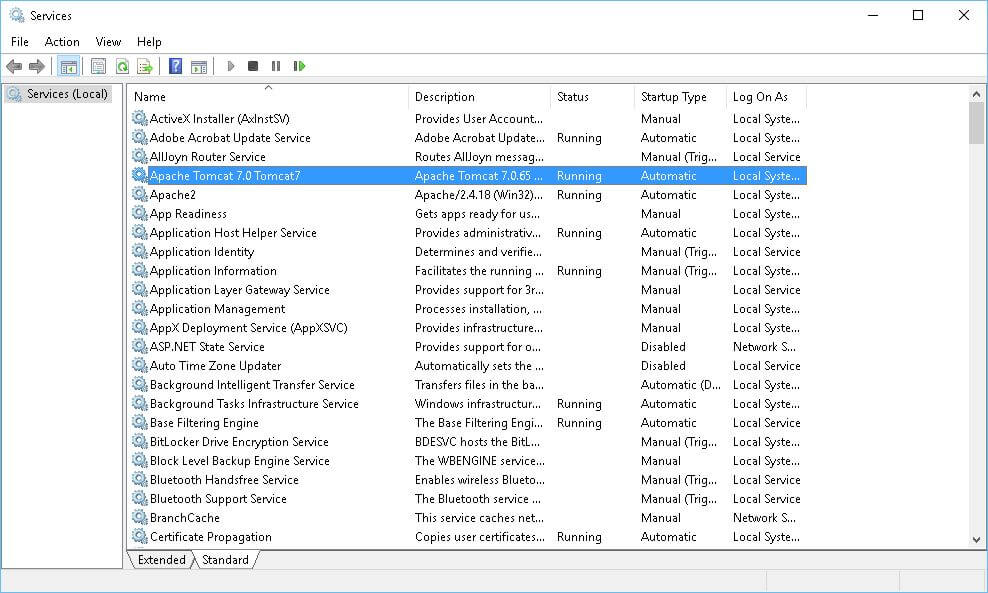 Services
File Action View Help
Services (Local)
Name Description Status Startup Type Log On As
ActiveX Installer (AxInstSV) Provides User Account... Manual Local Syste...
Adobe Acrobat Update Service Adobe Acrobat Update... Running Automatic Local Syste...
AllJoyn Router Service Routes AllJoyn messag... Manual (Trig... Local Service
Apache Tomcat 7.0 Tomcat7 Apache Tomcat 7.0.65 ... Running Automatic Local Syste...
Apache2 Apache/2.4.18 (Win32)... Running Automatic Local Syste...
App Readiness Gets apps ready for us... Manual Local Syste...
Application Host Helper Service Provides administrativ... Running Automatic Local Syste...
Application Identity Determines and verifie... Manual (Trig... Local Service
Application Information Facilitates the running ... Running Manual (Trig... Local Syste...
Application Layer Gateway Service Provides support for 3r... Manual Local Service
Application Management Processes installation, ... Manual Local Syste...
AppX Deployment Service (AppXSVC) Provides infrastructure... Manual Local Syste...
ASP.NET State Service Provides support for o... Disabled Network S...
Auto Time Zone Updater Automatically sets the ... Disabled Local Service
Background Intelligent Transfer Service Transfers files in the ba... Automatic (D... Local Syste...
Background Tasks Infrastructure Service Windows infrastructur... Running Automatic Local Syste...
Base Filtering Engine The Base Filtering Engi... Running Automatic Local Service
BitLocker Drive Encryption Service BDESVC hosts the BitL... Manual (Trig... Local Syste...
Block Level Backup Engine Service The WBENGINE service... Manual Local Syste...
Bluetooth Handsfree Service Enables wireless Blueto... Manual (Trig... Local Service
Bluetooth Support Service The Bluetooth service ... Manual (Trig... Local Service
BranchCache This service caches net... Manual Network S...
Certificate Propagation Copies user certificates... Running Automatic Local Syste...
Extended Standard